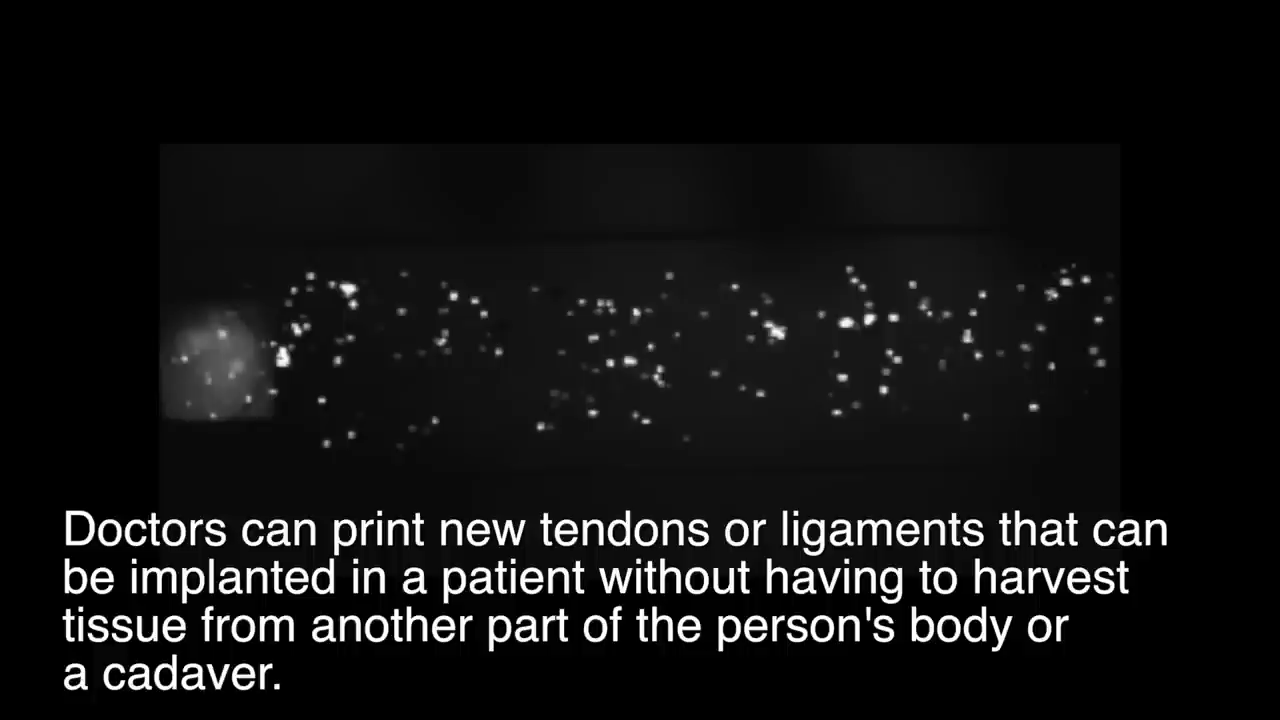 Doctors can print new tendons or ligaments that can
be implanted in a patient without having to harvest
tissue from another part of the person's body or
a cadaver.